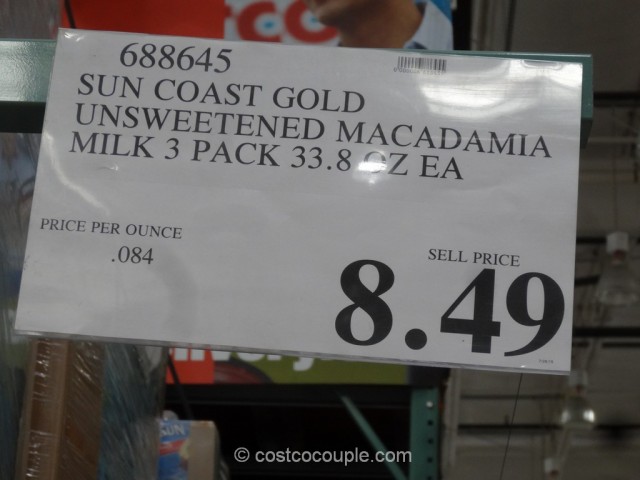 688645
SUN COAST GOLD
UNSWEETENED MACADAMIA
MILK 3 PACK 33.8 OZ EA
PRICE PER OUNCE
.084
SELL PRICE
8.49
© costcocouple.com®